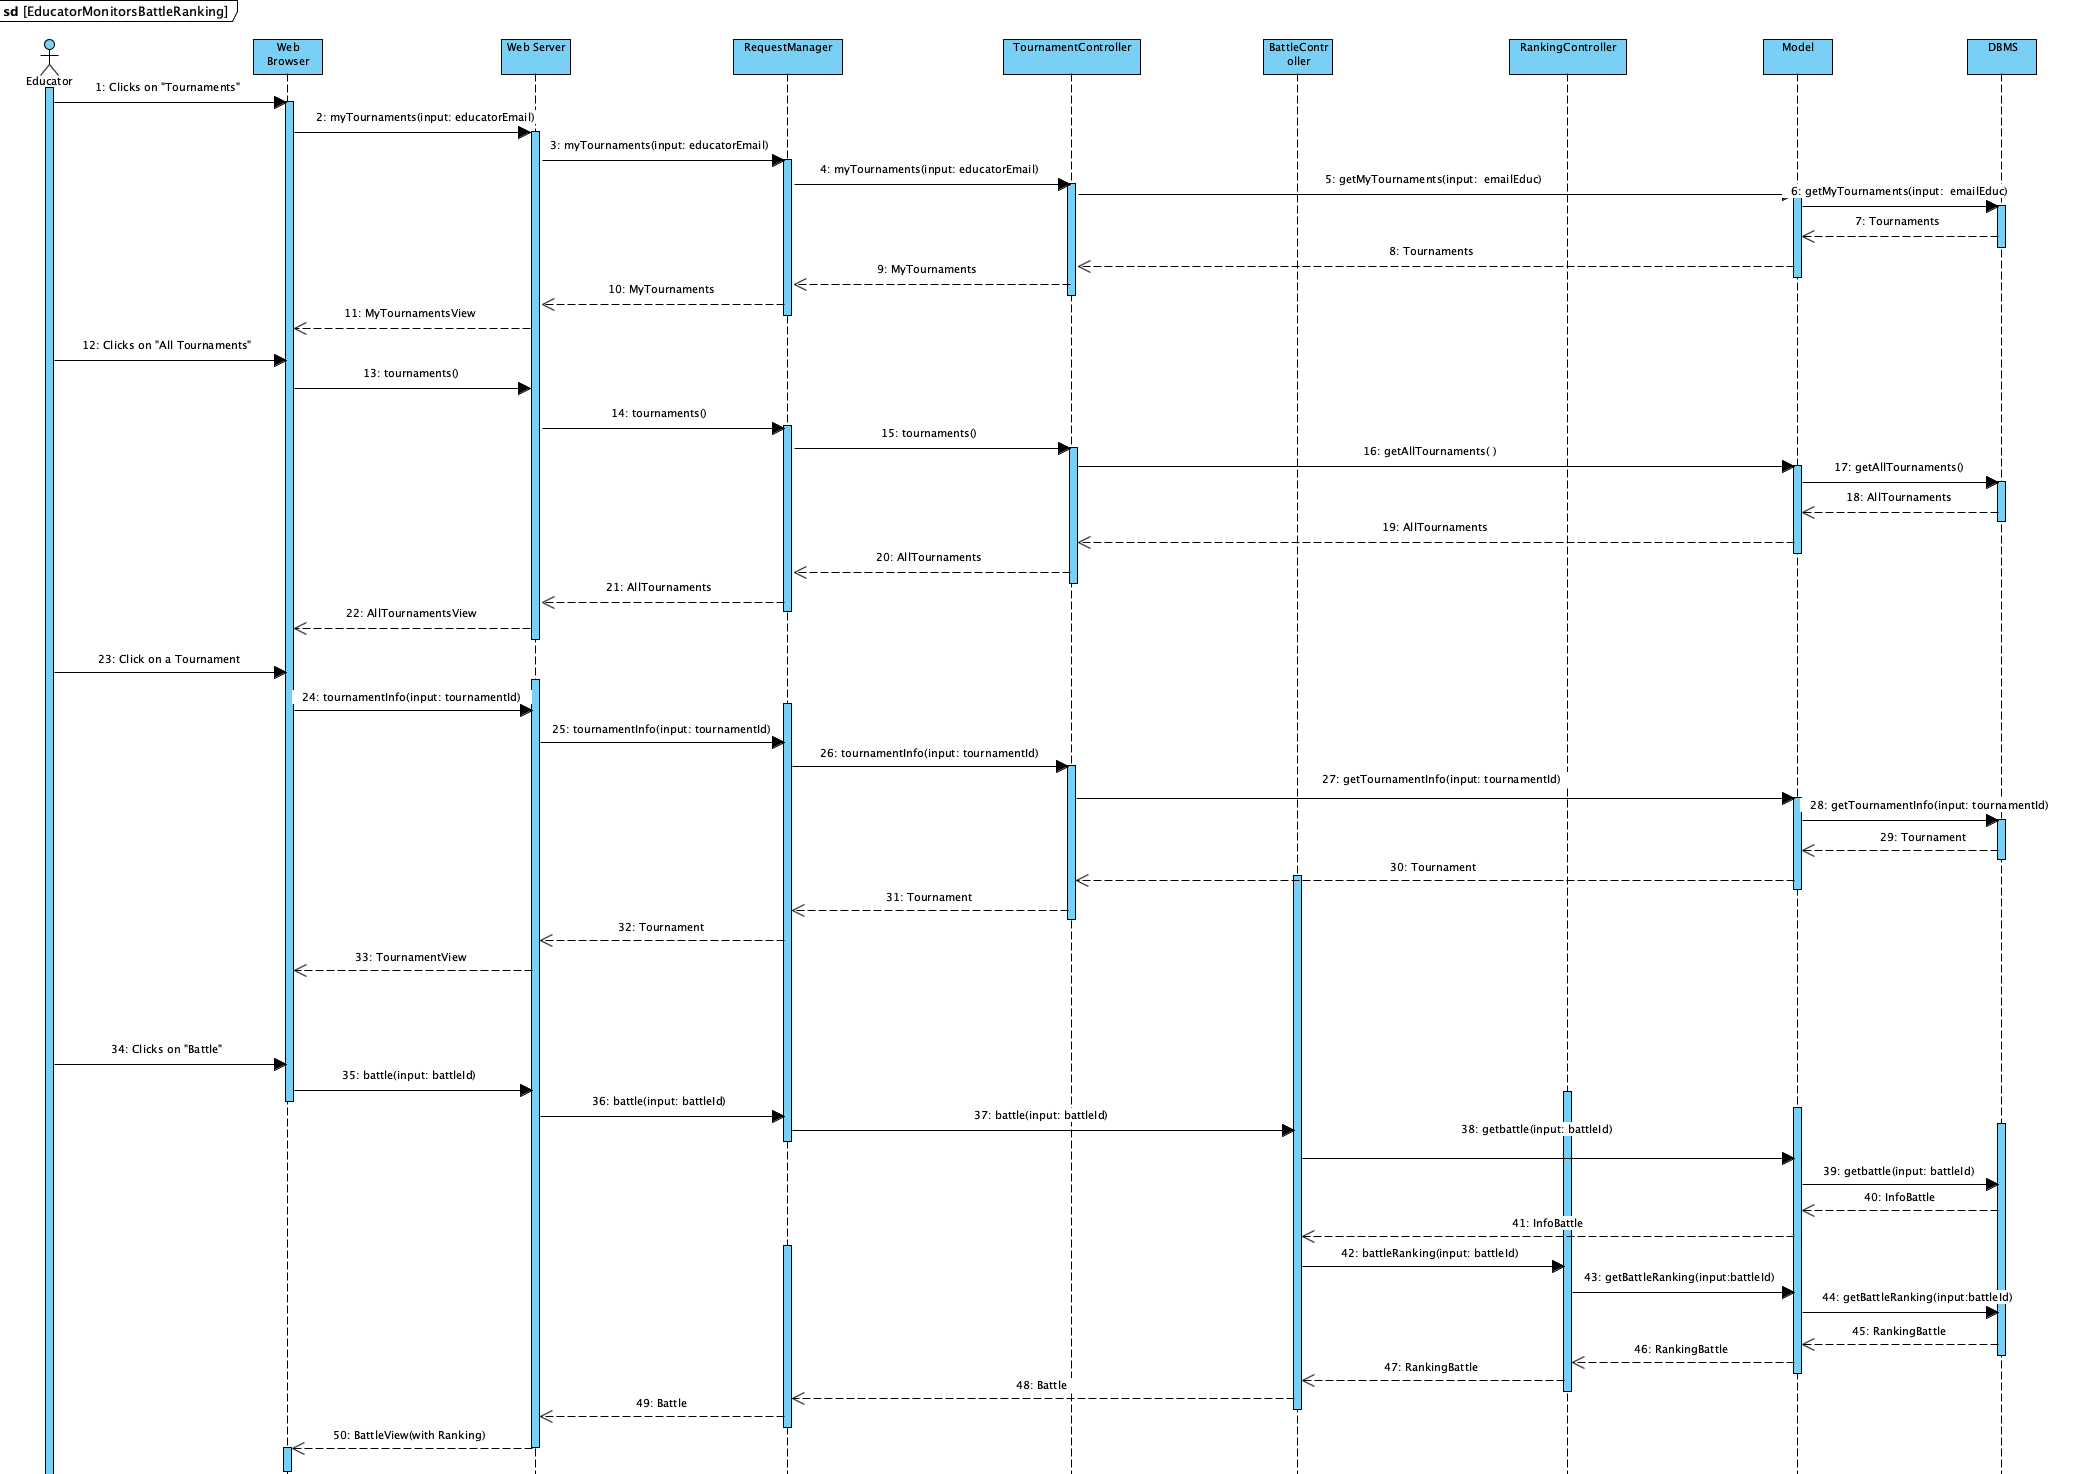 sd [EducatorMonitorsBattleRanking]
Educator
Web
Browser
Web Server
RequestManager
TournamentController
BattleContr
oller
RankingController
Model
DBMS
1: Clicks on "Tournaments"
2: myTournaments(input: educatorEmail)
3: myTournaments(input: educatorEmail)
4: myTournaments(input: educatorEmail)
5: getMyTournaments(input:  emailEduc)
6: getMyTournaments(input:  emailEduc)
7: Tournaments
8: Tournaments
9: MyTournaments
10: MyTournaments
11: MyTournamentsView
12: Clicks on "All Tournaments"
13: tournaments()
14: tournaments()
15: tournaments()
16: getAllTournaments( )
17: getAllTournaments()
18: AllTournaments
19: AllTournaments
20: AllTournaments
21: AllTournaments
22: AllTournamentsView
23: Click on a Tournament
24: tournamentInfo(input: tournamentId)
25: tournamentInfo(input: tournamentId)
26: tournamentInfo(input: tournamentId)
27: getTournamentInfo(input: tournamentId)
28: getTournamentInfo(input: tournamentId)
29: Tournament
30: Tournament
31: Tournament
32: Tournament
33: TournamentView
34: Clicks on "Battle"
35: battle(input: battleId)
36: battle(input: battleId)
37: battle(input: battleId)
38: getbattle(input: battleId)
39: getbattle(input: battleId)
40: InfoBattle
41: InfoBattle
42: battleRanking(input: battleId)
43: getBattleRanking(input:battleId)
44: getBattleRanking(input:battleId)
45: RankingBattle
46: RankingBattle
47: RankingBattle
48: Battle
49: Battle
50: BattleView(with Ranking)